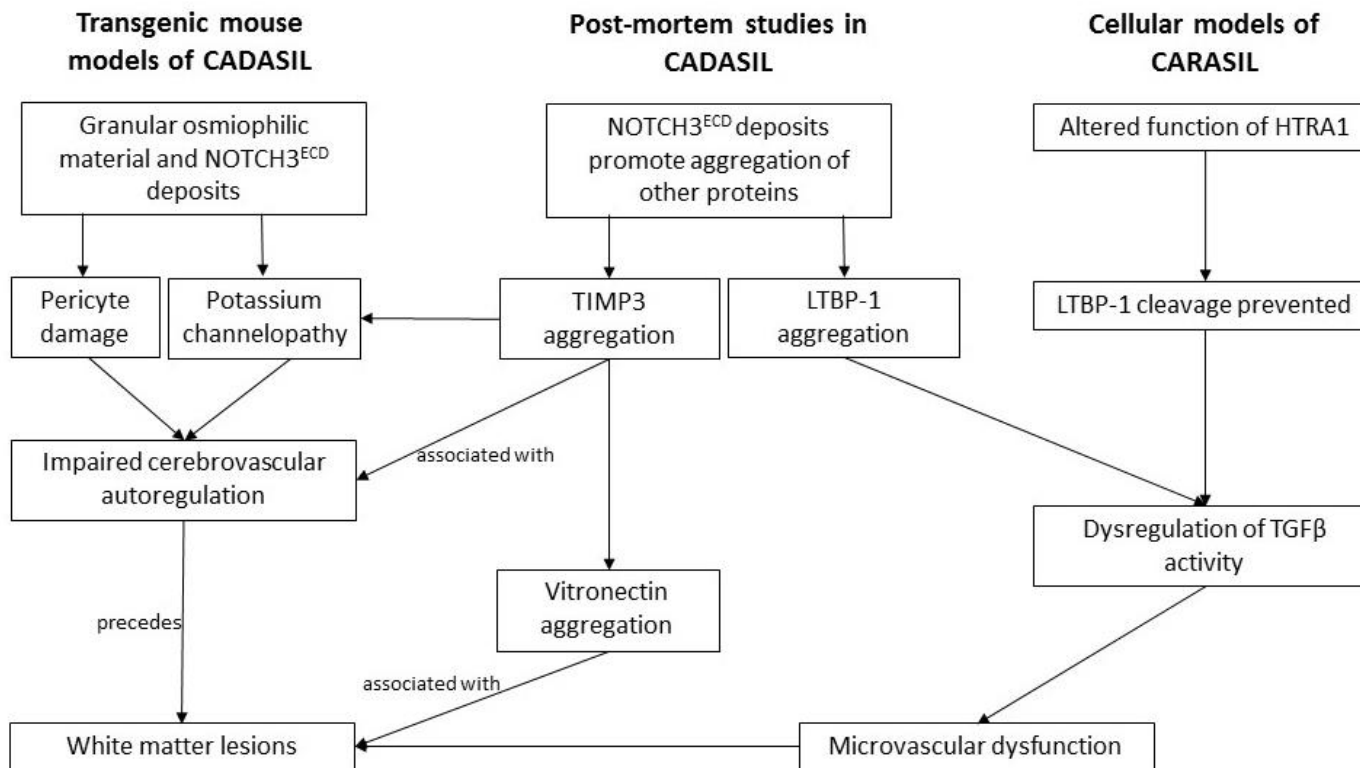 Transgenic mouse
models of CADASIL
Post-mortem studies in
CADASIL
Cellular models of
CARASIL
Granular osmiophilic
material and NOTCH3ᴱᶜᴰ
deposits
NOTCH3ᴱᶜᴰ deposits
promote aggregation of
other proteins
Altered function of HTRA1
Pericyte
damage
Potassium
channelopathy
TIMP3
aggregation
LTBP-1
aggregation
LTBP-1 cleavage prevented
Impaired cerebrovascular
autoregulation
associated with
Dysregulation of TGFβ
activity
Vitronectin
aggregation
precedes
associated with
White matter lesions
Microvascular dysfunction